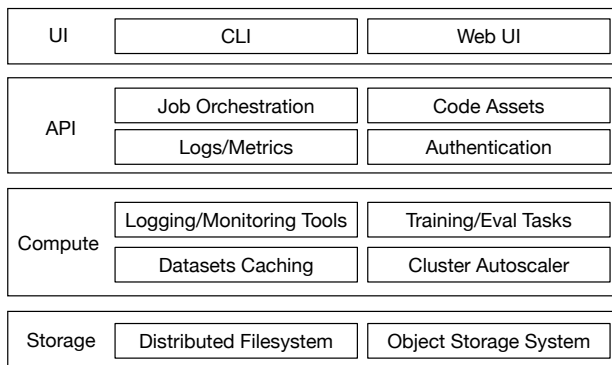 UI CLI Web UI
API Job Orchestration Code Assets
Logs/Metrics Authentication
Compute Logging/Monitoring Tools Training/Eval Tasks
Datasets Caching Cluster Autoscaler
Storage Distributed Filesystem Object Storage System